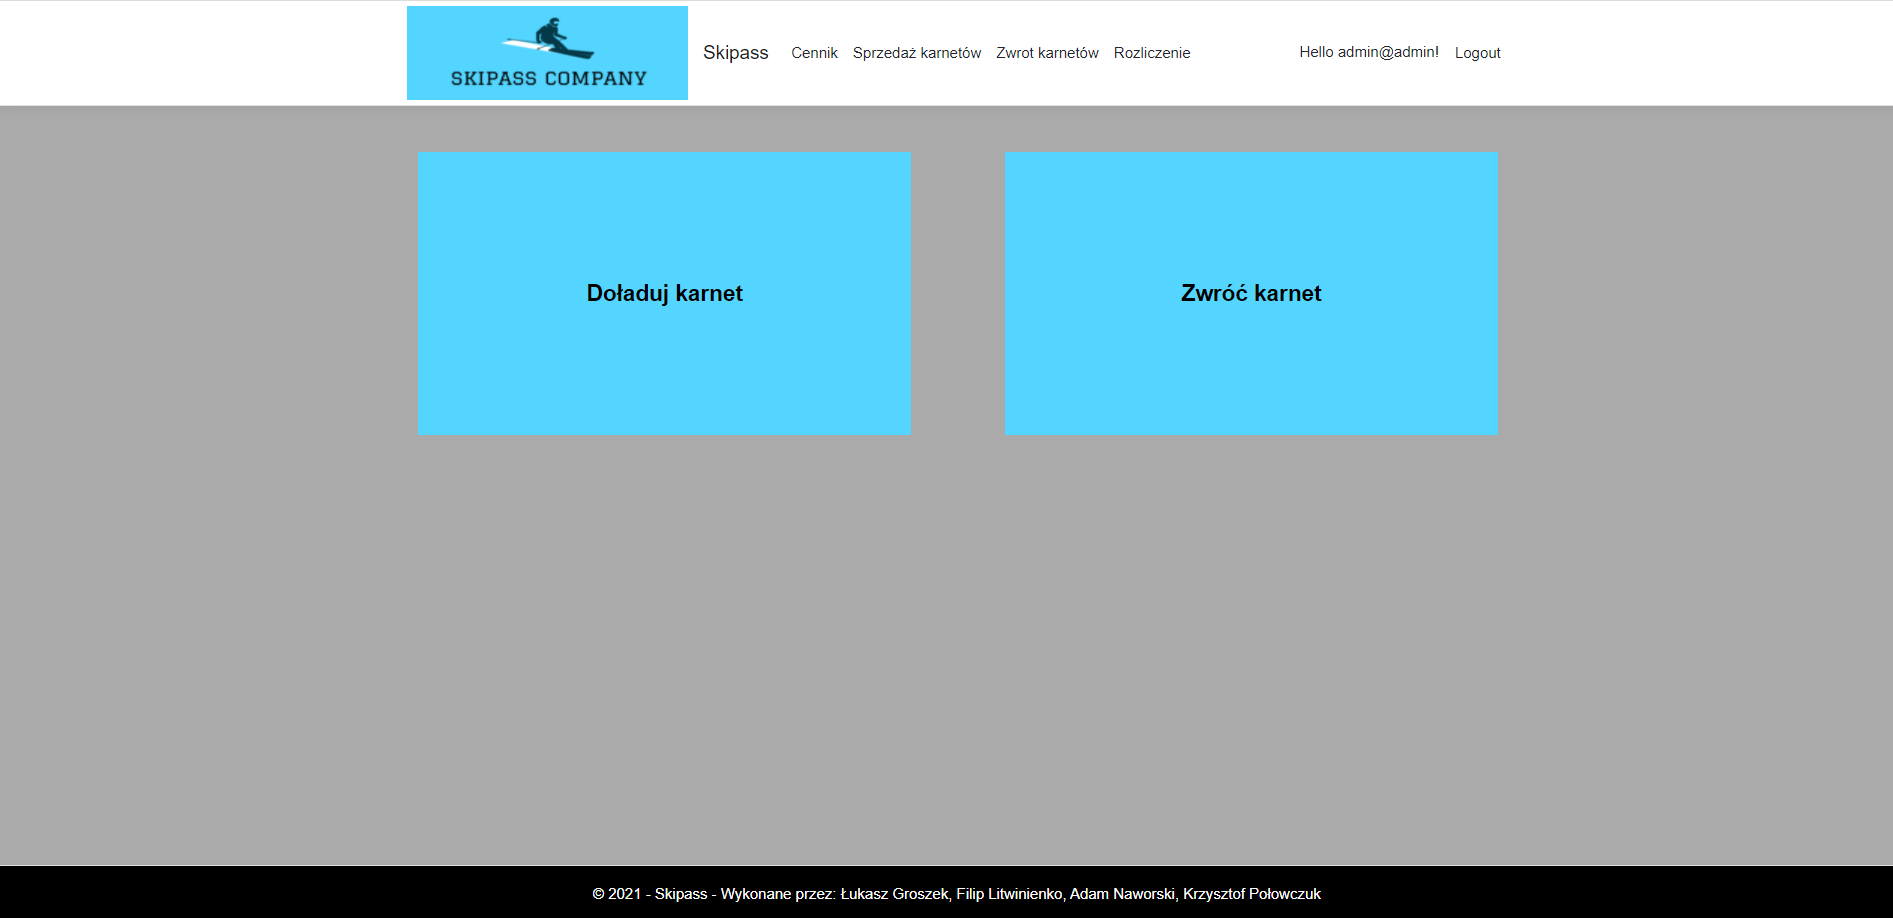 SKIPASS COMPANY
Skipass Cennik Sprzedaż karnetów Zwrot karnetów Rozliczenie Hello admin@admin! Logout
Doładuj karnet
Zwróć karnet
© 2021 - Skipass - Wykonane przez: Łukasz Groszek, Filip Litwinienko, Adam Naworski, Krzysztof Połowczuk